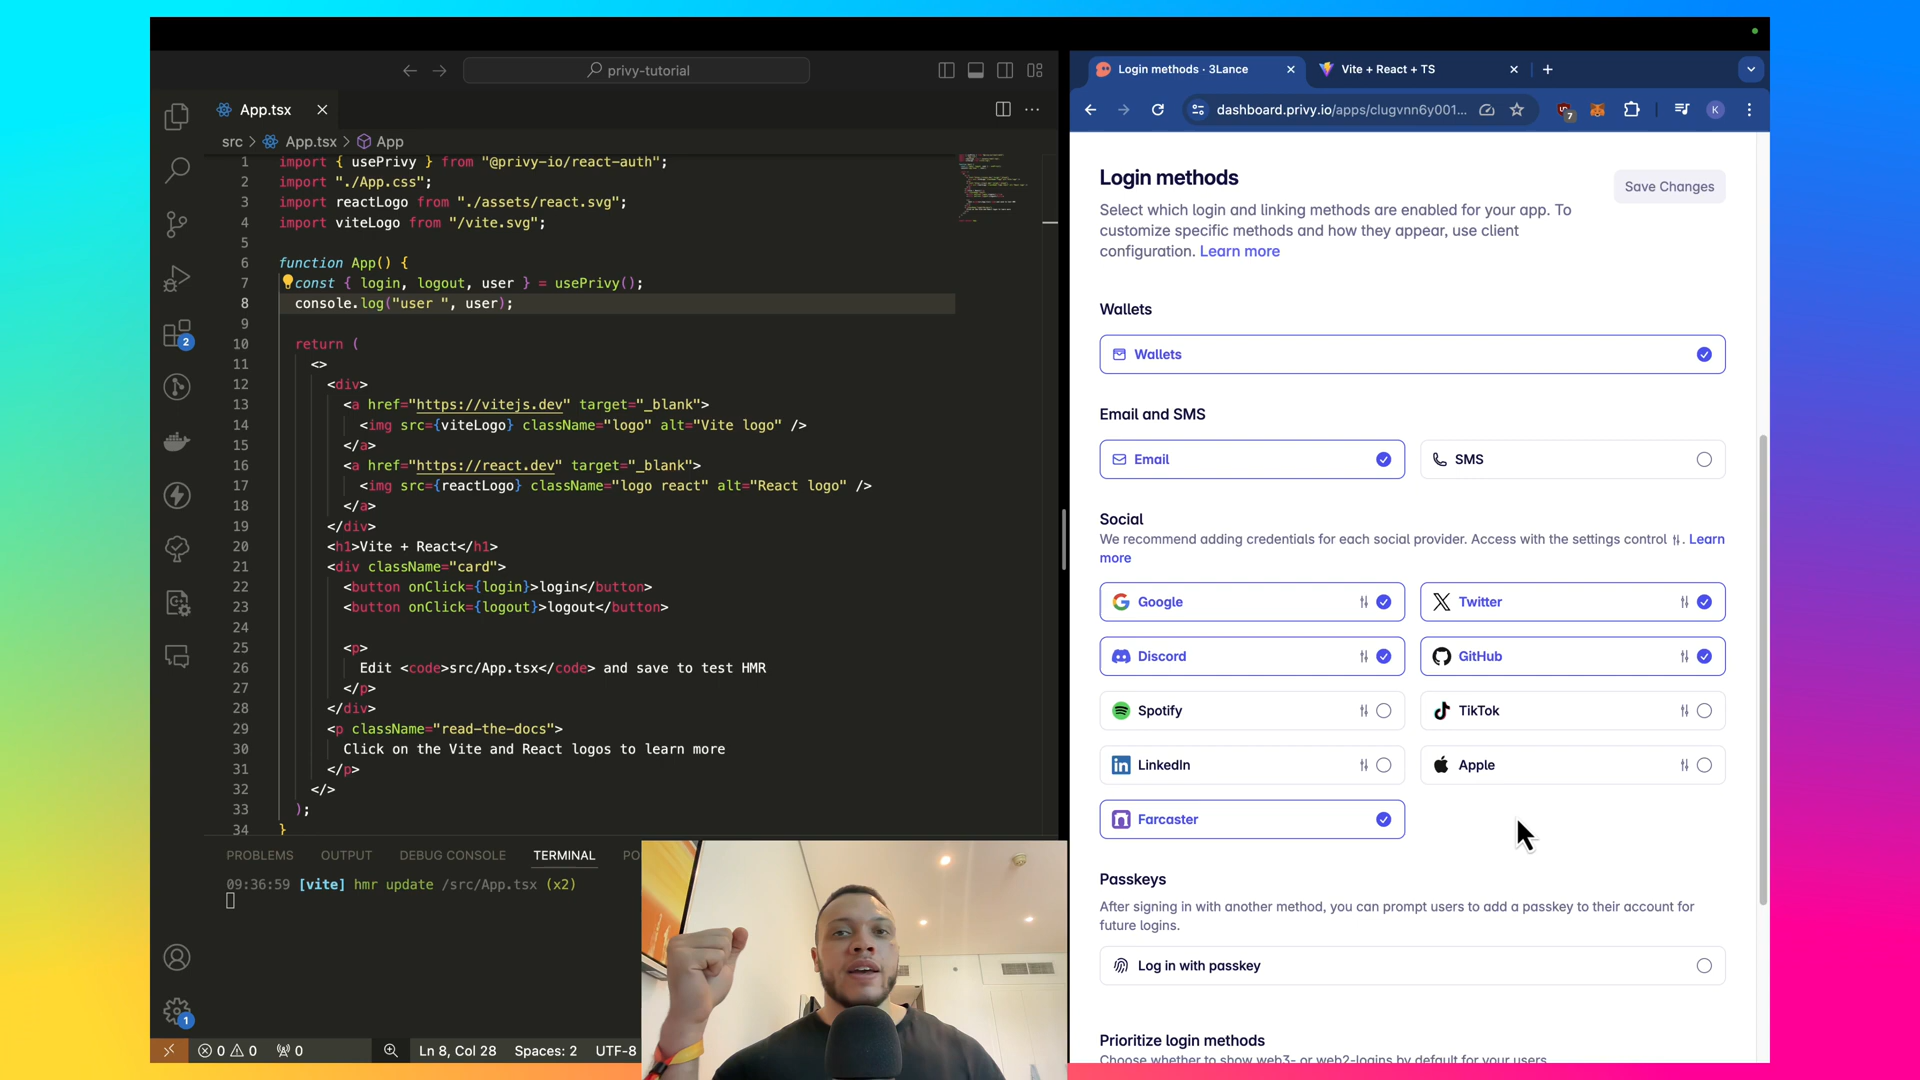 privy-tutorial
App.tsx
src > App.tsx > App
1 import { usePrivy } from "@privy-io/react-auth";
2 import "./App.css";
3 import reactLogo from "./assets/react.svg";
4 import viteLogo from "/vite.svg";
5
6 function App() {
7 const { login, logout, user } = usePrivy();
8 console.log("user ", user);
9
10 return (
11 <>
12 <div>
13 <a href="https://vitejs.dev" target="_blank">
14 <img src={viteLogo} className="logo" alt="Vite logo" />
15 </a>
16 <a href="https://react.dev" target="_blank">
17 <img src={reactLogo} className="logo react" alt="React logo" />
18 </a>
19 </div>
20 <h1>Vite + React</h1>
21 <div className="card">
22 <button onClick={login}>login</button>
23 <button onClick={logout}>logout</button>
24
25 <p>
26 Edit <code>src/App.tsx</code> and save to test HMR
27 </p>
28 </div>
29 <p className="read-the-docs">
30 Click on the Vite and React logos to learn more
31 </p>
32 </>
33 );
34 }
2
1
PROBLEMS OUTPUT DEBUG CONSOLE TERMINAL PO
09:36:59 [vite] hmr update /src/App.tsx (x2)
0 0 0 Ln 8, Col 28 Spaces: 2 UTF-8
Login methods · 3Lance
Vite + React + TS
dashboard.privy.io/apps/clugvnn6y001...
7
K
Login methods
Save Changes
Select which login and linking methods are enabled for your app. To
customize specific methods and how they appear, use client
configuration. Learn more
Wallets
Wallets
Email and SMS
Email
SMS
Social
We recommend adding credentials for each social provider. Access with the settings control . Learn
more
Google
Twitter
Discord
GitHub
Spotify
TikTok
LinkedIn
Apple
Farcaster
Passkeys
After signing in with another method, you can prompt users to add a passkey to their account for
future logins.
Log in with passkey
Prioritize login methods
Choose whether to show web3- or web2-logins by default for your users.